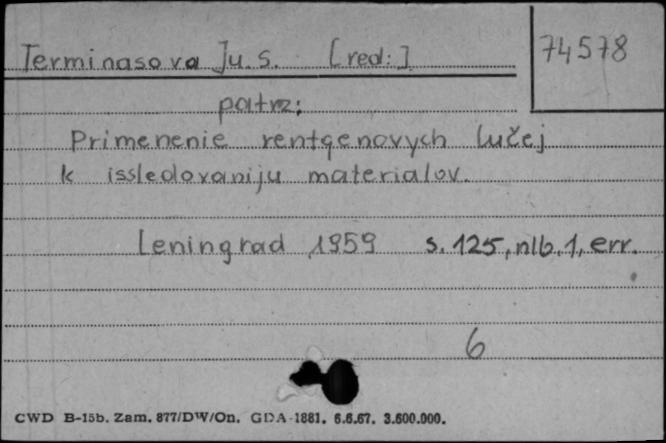 Terminasova Ju. S. [red:]
74578
patrz:
Primenenie rentgenovych lučej
k issledovaniju materialov.
Leningrad 1959 s. 125, nlb. 1, err.
6
CWD B-15b. Zam. 877/DW/On. GDA-1881. 6.6.67. 3.600.000.